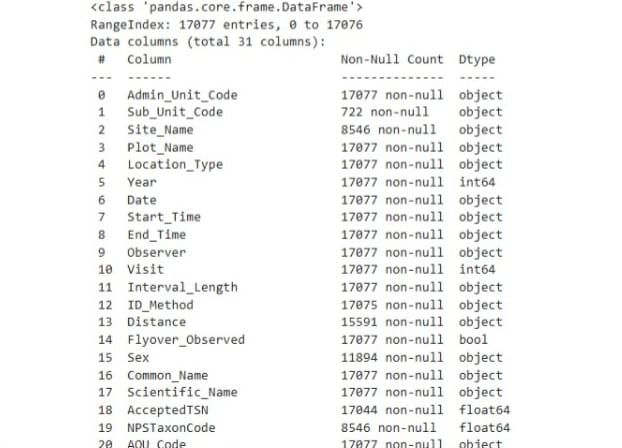 <class 'pandas.core.frame.DataFrame'>
RangeIndex: 17077 entries, 0 to 17076
Data columns (total 31 columns):
# Column Non-Null Count Dtype
--- ------ -------------- -----
0 Admin_Unit_Code 17077 non-null object
1 Sub_Unit_Code 722 non-null object
2 Site_Name 8546 non-null object
3 Plot_Name 17077 non-null object
4 Location_Type 17077 non-null object
5 Year 17077 non-null int64
6 Date 17077 non-null object
7 Start_Time 17077 non-null object
8 End_Time 17077 non-null object
9 Observer 17077 non-null object
10 Visit 17077 non-null int64
11 Interval_Length 17077 non-null object
12 ID_Method 17075 non-null object
13 Distance 15591 non-null object
14 Flyover_Observed 17077 non-null bool
15 Sex 11894 non-null object
16 Common_Name 17077 non-null object
17 Scientific_Name 17077 non-null object
18 AcceptedTSN 17044 non-null float64
19 NPSTaxonCode 8546 non-null float64
20 AOU_Code 17077 non-null object